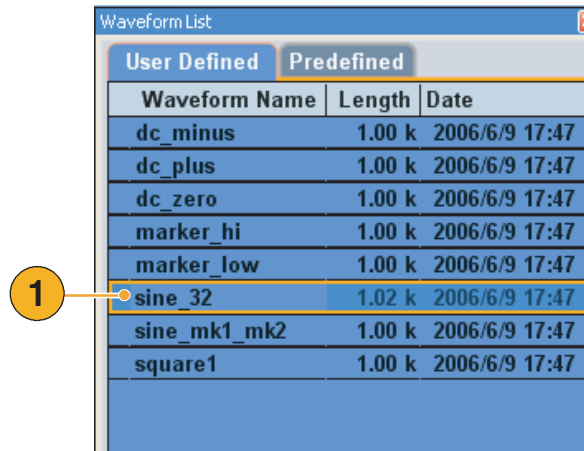 Waveform List
User Defined Predefined
Waveform Name Length Date
dc_minus 1.00 k 2006/6/9 17:47
dc_plus 1.00 k 2006/6/9 17:47
dc_zero 1.00 k 2006/6/9 17:47
marker_hi 1.00 k 2006/6/9 17:47
marker_low 1.00 k 2006/6/9 17:47
1 sine_32 1.02 k 2006/6/9 17:47
sine_mk1_mk2 1.00 k 2006/6/9 17:47
square1 1.00 k 2006/6/9 17:47